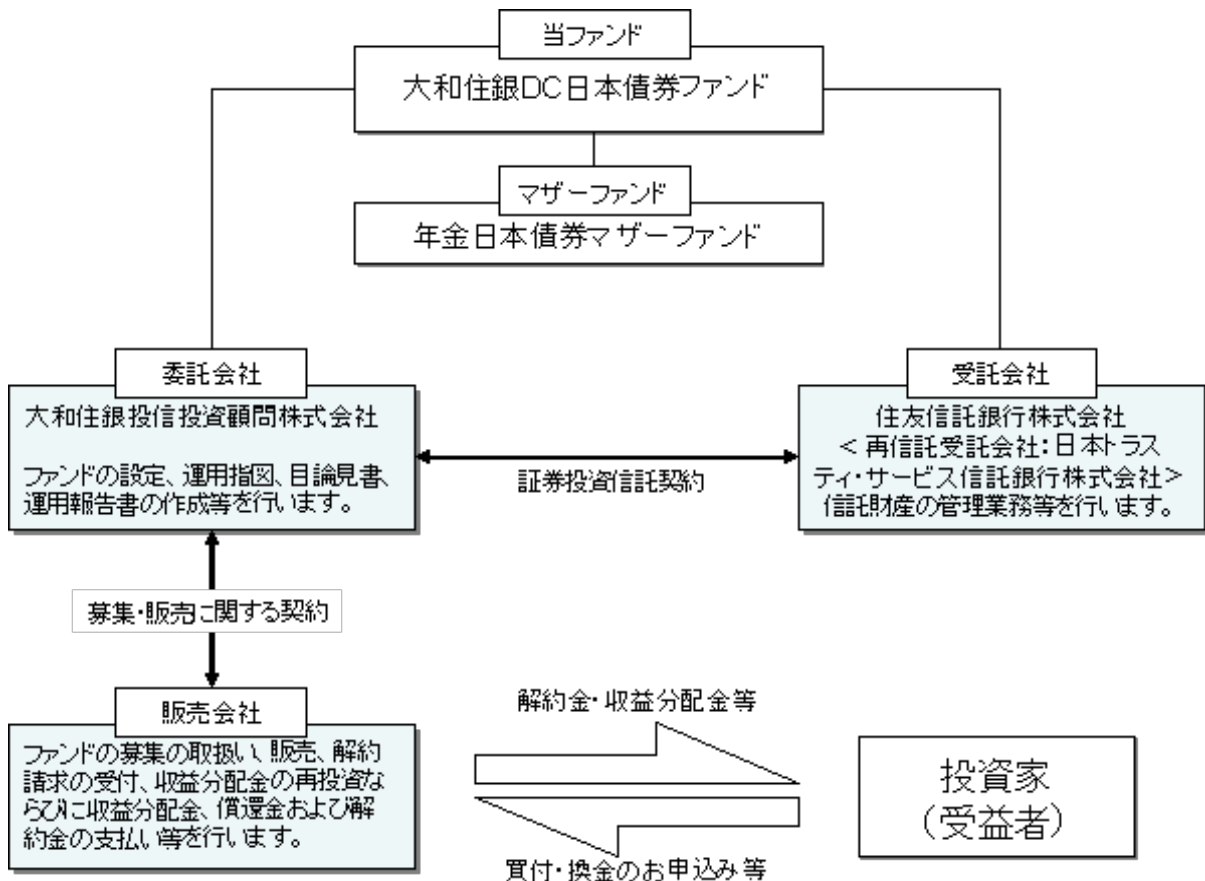 当ファンド
大和住銀DC日本債券ファンド
マザーファンド
年金日本債券マザーファンド
委託会社
大和住銀投信投資顧問株式会社
ファンドの設定、運用指図、目論見書、
運用報告書の作成等を行います。
証券投資信託契約
受託会社
住友信託銀行株式会社
＜再信託受託会社：日本トラス
ティ・サービス信託銀行株式会社＞
信託財産の管理業務等を行います。
募集・販売に関する契約
販売会社
ファンドの募集の取扱い、販売、解約
請求の受付、収益分配金の再投資な
らびに収益分配金、償還金および解
約金の支払い等を行います。
解約金・収益分配金等
買付・換金のお申込み等
投資家
（受益者）